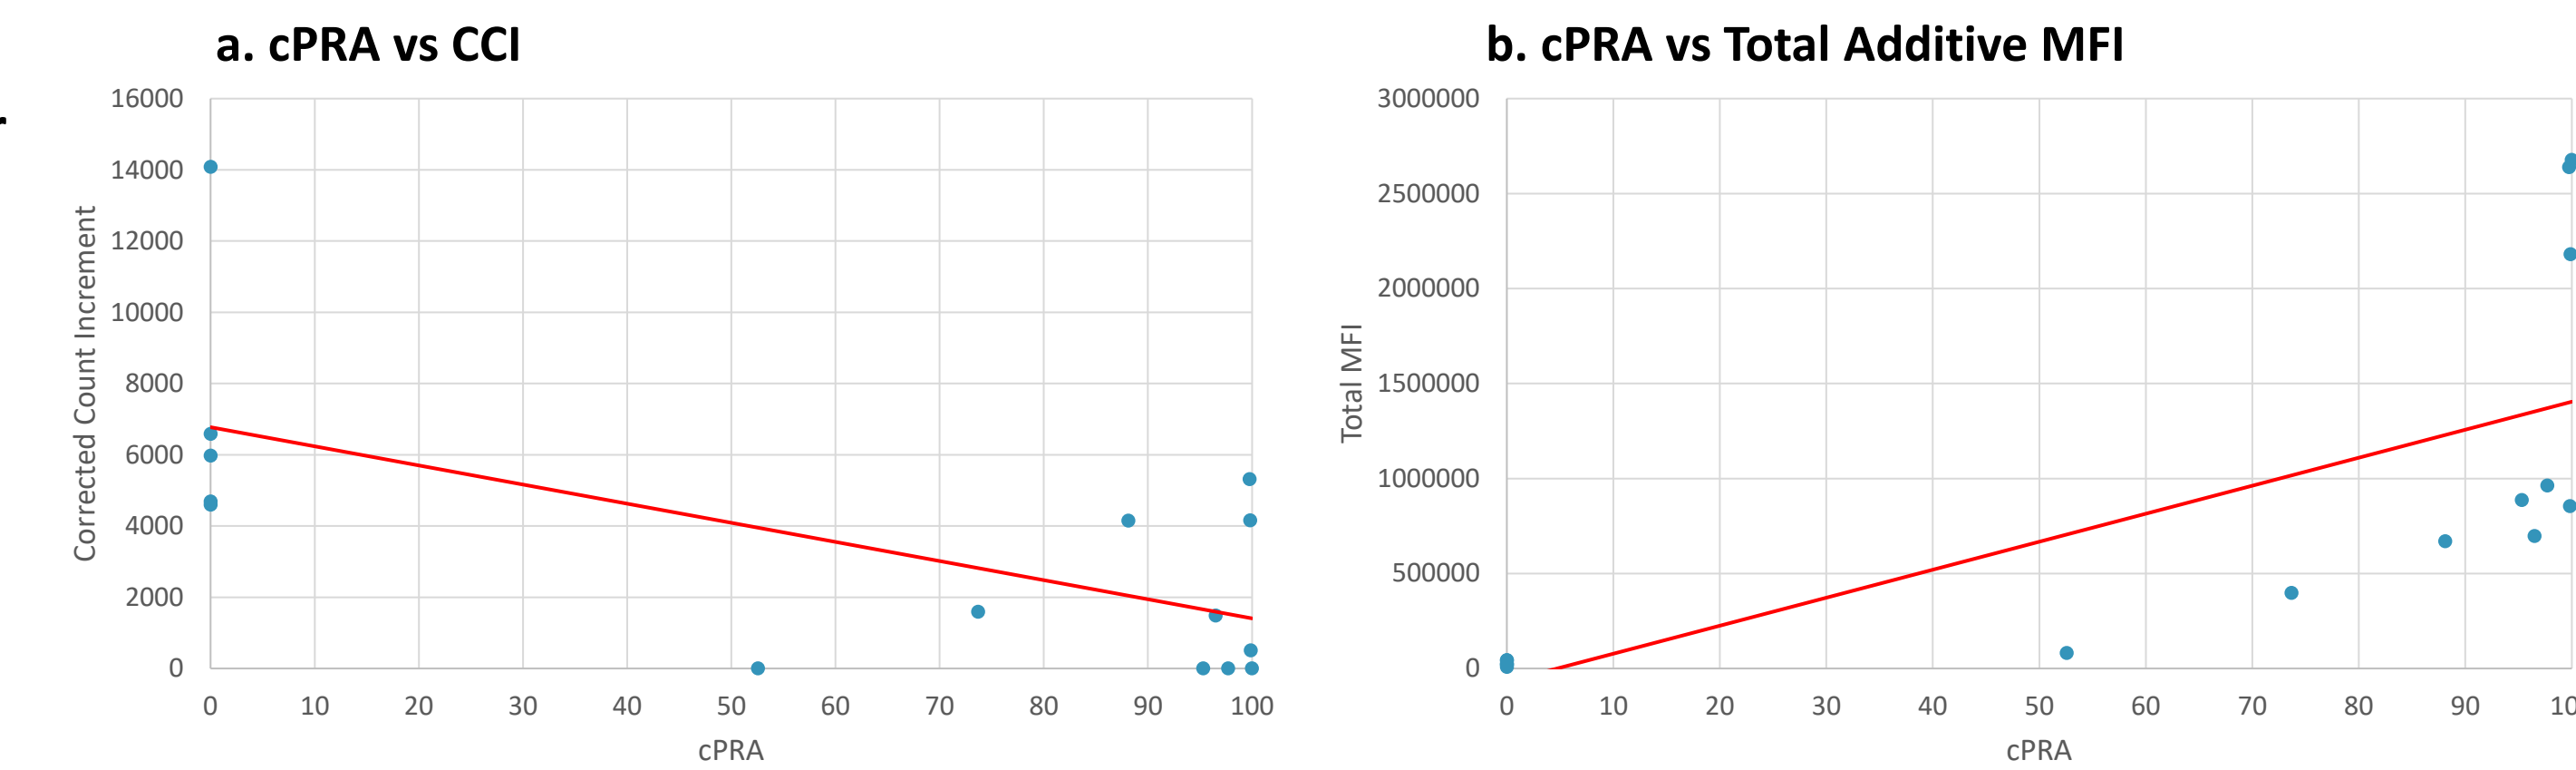 r
a. cPRA vs CCI
16000
14000
12000
10000
8000
6000
4000
2000
0
Corrected Count Increment
0 10 20 30 40 50 60 70 80 90 100
cPRA
b. cPRA vs Total Additive MFI
3000000
2500000
2000000
1500000
1000000
500000
0
Total MFI
0 10 20 30 40 50 60 70 80 90 10
cPRA